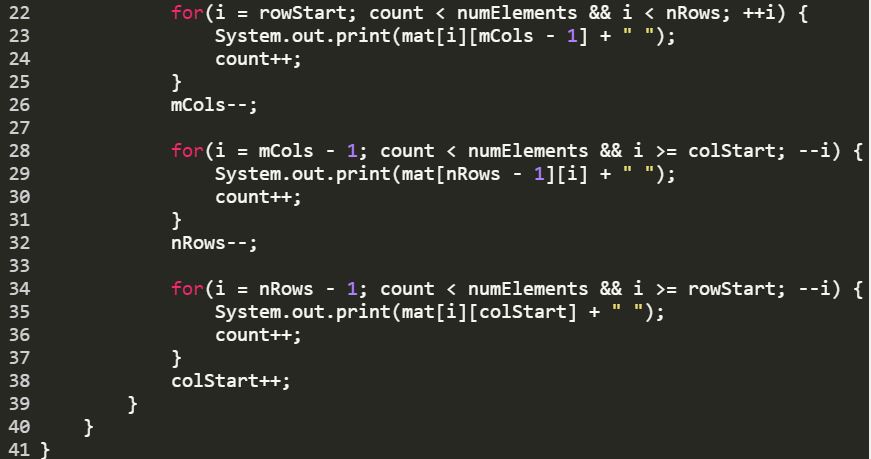 22             for(i = rowStart; count < numElements && i < nRows; ++i) {
23                 System.out.print(mat[i][mCols - 1] + " ");
24                 count++;
25             }
26             mCols--;
27
28             for(i = mCols - 1; count < numElements && i >= colStart; --i) {
29                 System.out.print(mat[nRows - 1][i] + " ");
30                 count++;
31             }
32             nRows--;
33
34             for(i = nRows - 1; count < numElements && i >= rowStart; --i) {
35                 System.out.print(mat[i][colStart] + " ");
36                 count++;
37             }
38             colStart++;
39         }
40     }
41 }